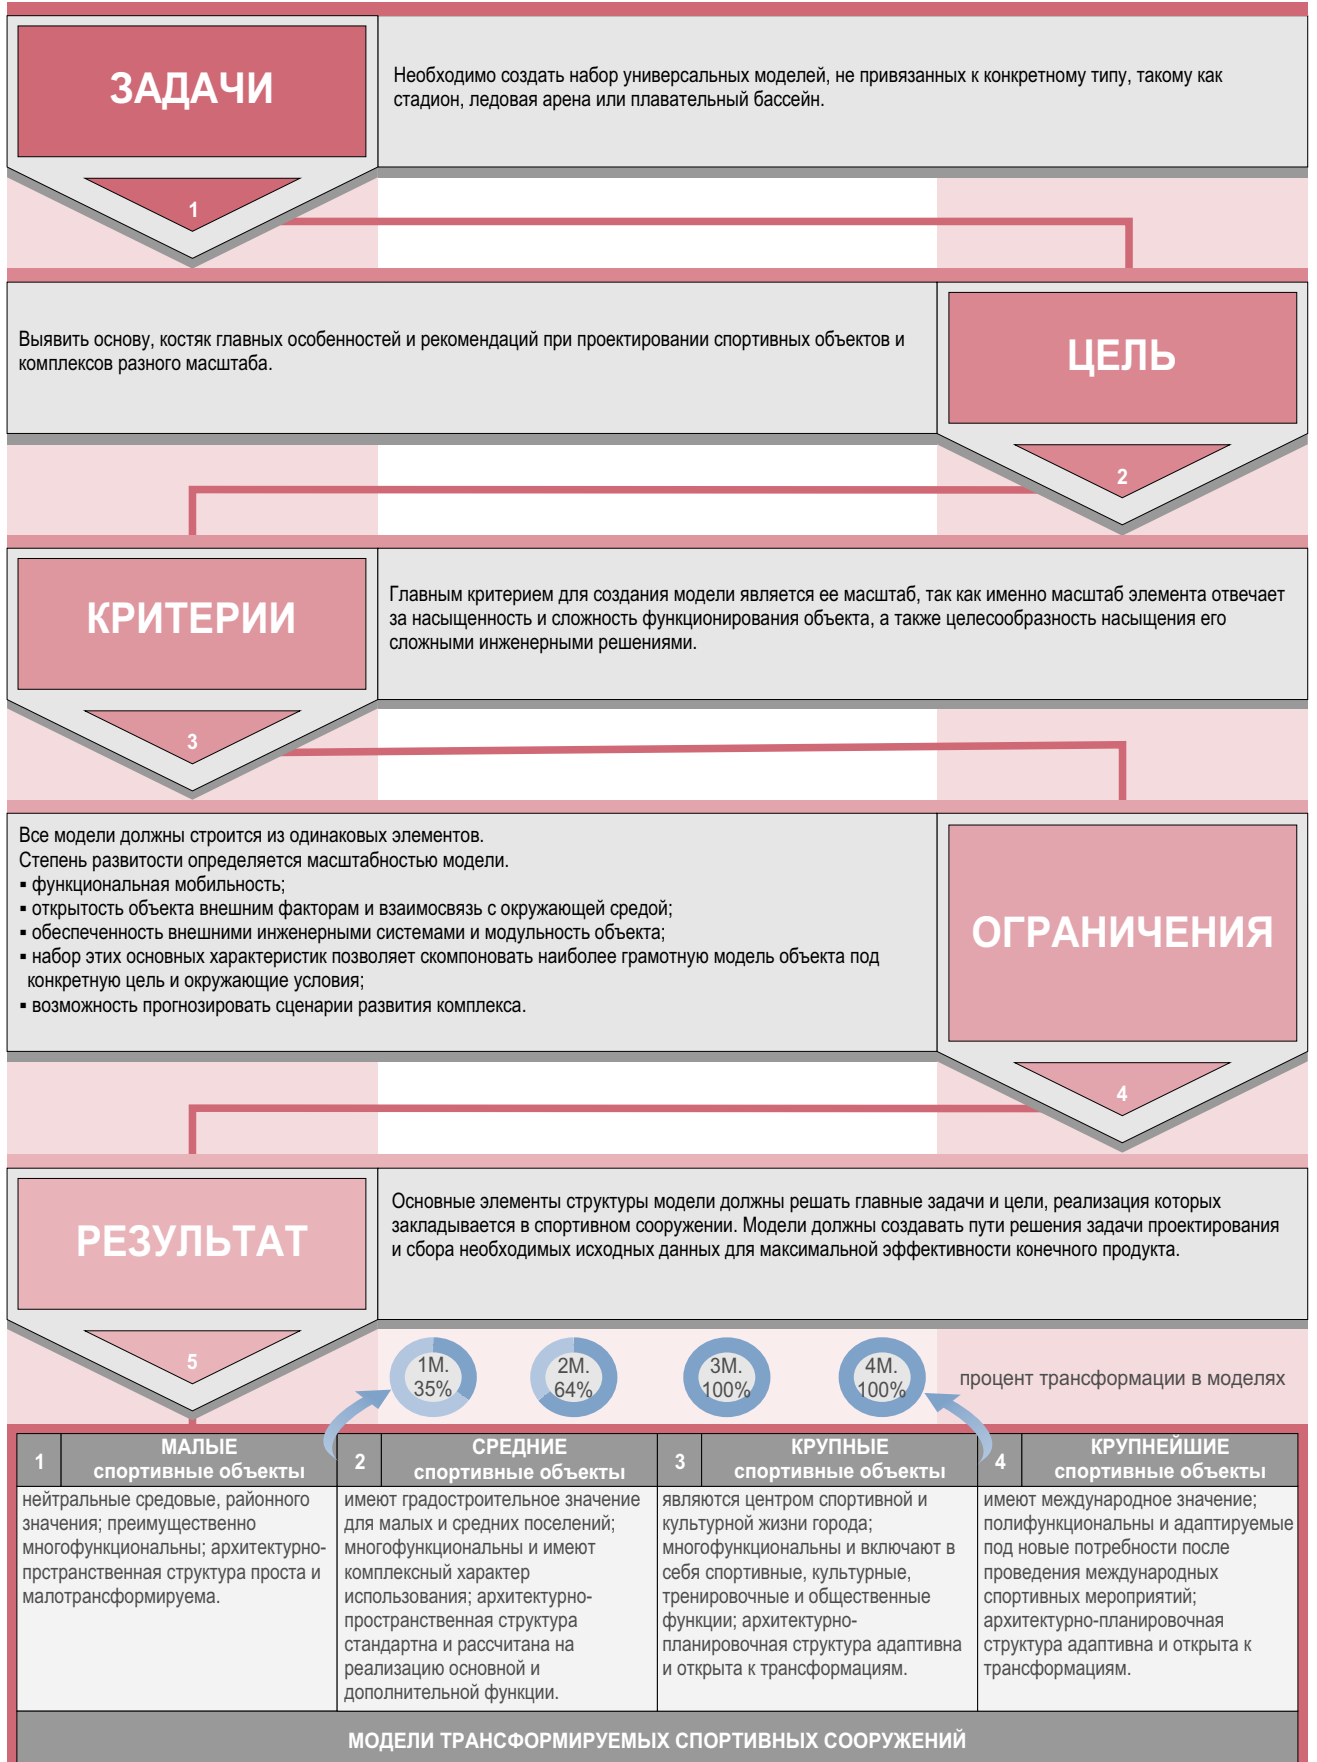 ЗАДАЧИ
Необходимо создать набор универсальных моделей, не привязанных к конкретному типу, такому как
стадион, ледовая арена или плавательный бассейн.
1
Выявить основу, костяк главных особенностей и рекомендаций при проектировании спортивных объектов и
комплексов разного масштаба.
ЦЕЛЬ
2
КРИТЕРИИ
Главным критерием для создания модели является ее масштаб, так как именно масштаб элемента отвечает
за насыщенность и сложность функционирования объекта, а также целесообразность насыщения его
сложными инженерными решениями.
3
Все модели должны строится из одинаковых элементов.
Степень развитости определяется масштабностью модели.
▪ функциональная мобильность;
▪ открытость объекта внешним факторам и взаимосвязь с окружающей средой;
▪ обеспеченность внешними инженерными системами и модульность объекта;
▪ набор этих основных характеристик позволяет скомпоновать наиболее грамотную модель объекта под
конкретную цель и окружающие условия;
▪ возможность прогнозировать сценарии развития комплекса.
ОГРАНИЧЕНИЯ
4
РЕЗУЛЬТАТ
Основные элементы структуры модели должны решать главные задачи и цели, реализация которых
закладывается в спортивном сооружении. Модели должны создавать пути решения задачи проектирования
и сбора необходимых исходных данных для максимальной эффективности конечного продукта.
5
1М.
35%
2М.
64%
3М.
100%
4М.
100%
процент трансформации в моделях
1
МАЛЫЕ
спортивные объекты
нейтральные средовые, районного
значения; преимущественно
многофункциональны; архитектурно-
прстранственная структура проста и
малотрансформируема.
2
СРЕДНИЕ
спортивные объекты
имеют градостроительное значение
для малых и средних поселений;
многофункциональны и имеют
комплексный характер
использования; архитектурно-
пространственная структура
стандартна и рассчитана на
реализацию основной и
дополнительной функции.
3
КРУПНЫЕ
спортивные объекты
являются центром спортивной и
культурной жизни города;
многофункциональны и включают в
себя спортивные, культурные,
тренировочные и общественные
функции; архитектурно-
планировочная структура адаптивна
и открыта к трансформациям.
4
КРУПНЕЙШИЕ
спортивные объекты
имеют международное значение;
полифункциональны и адаптируемые
под новые потребности после
проведения международных
спортивных мероприятий;
архитектурно-планировочная
структура адаптивна и открыта к
трансформациям.
МОДЕЛИ ТРАНСФОРМИРУЕМЫХ СПОРТИВНЫХ СООРУЖЕНИЙ